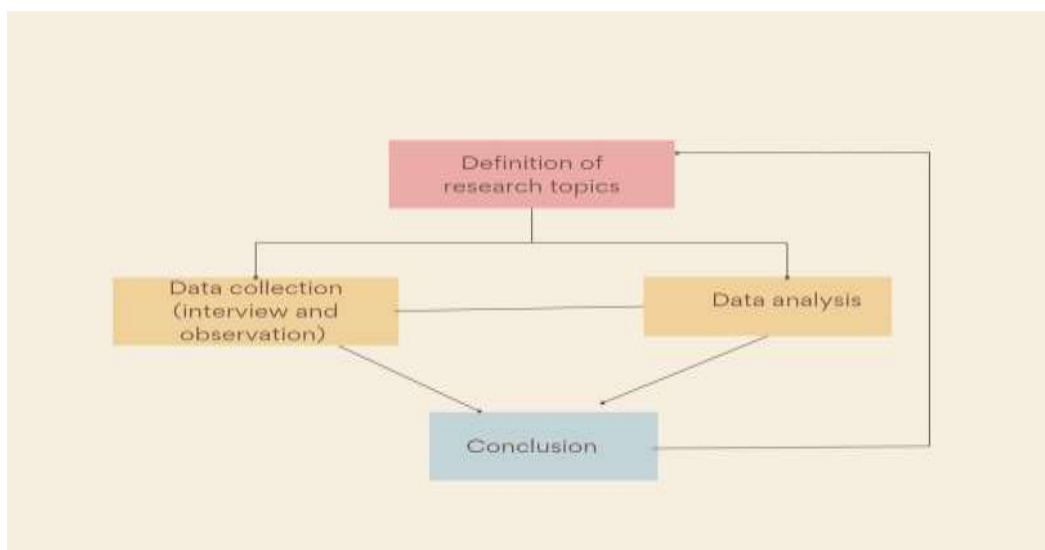 Definition of
research topics
Data collection
(interview and
observation)
Data analysis
Conclusion